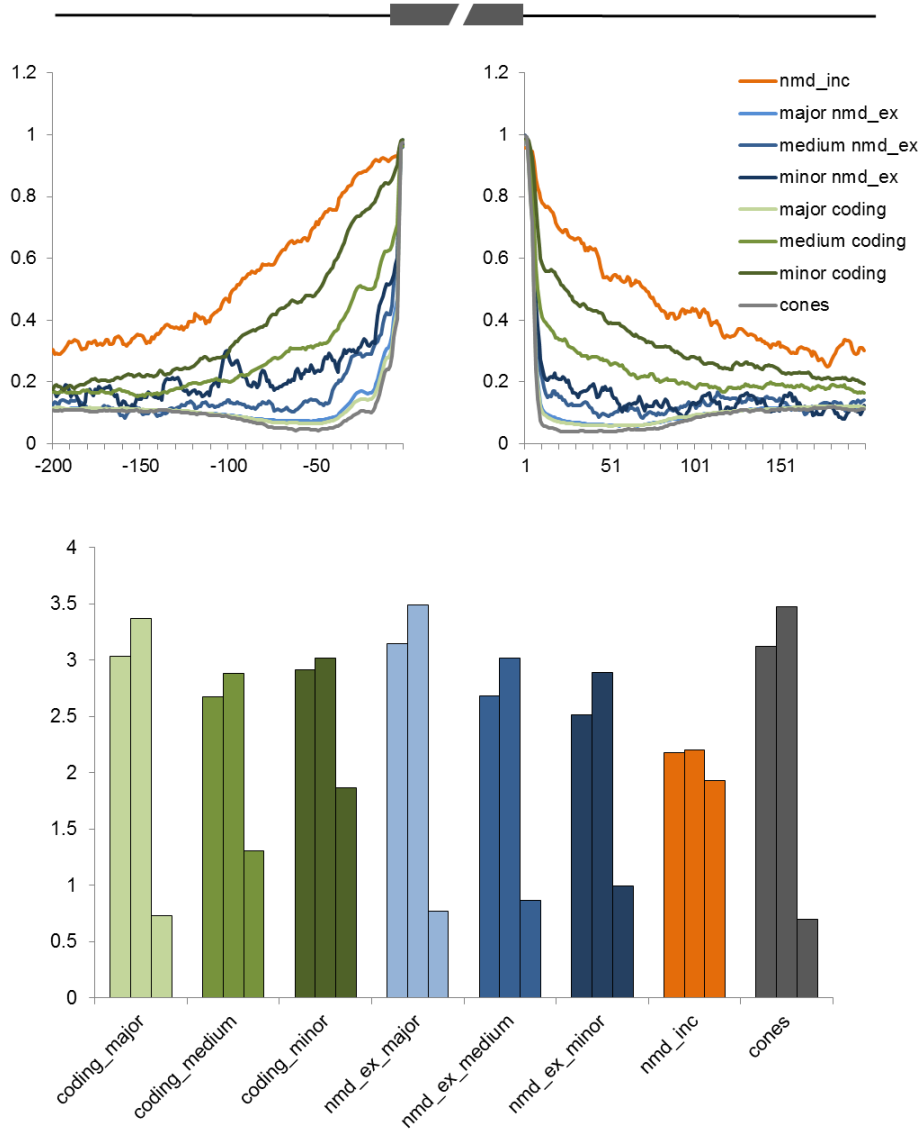 1.2
1
0.8
0.6
0.4
0.2
0
-200
-150
-100
-50
1.2
1
0.8
0.6
0.4
0.2
0
1
51
101
151
nmd_inc
major nmd_ex
medium nmd_ex
minor nmd_ex
major coding
medium coding
minor coding
cones
4
3.5
3
2.5
2
1.5
1
0.5
0
coding_major
coding_medium
coding_minor
nmd_ex_major
nmd_ex_medium
nmd_ex_minor
nmd_inc
cones